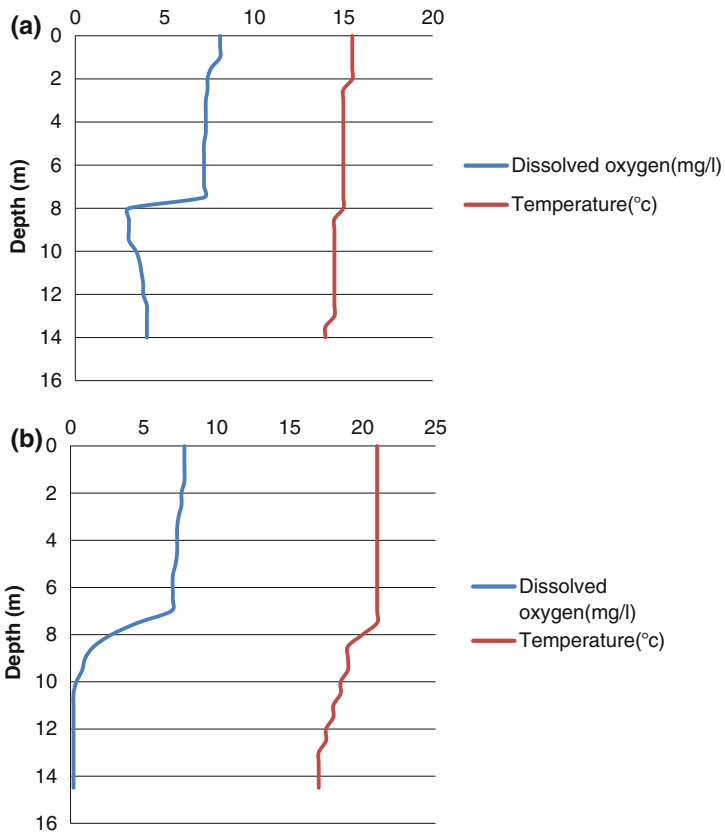 (a)
0 5 10 15 20
0
2
4
6
8
10
12
14
16
Depth (m)
Dissolved oxygen(mg/l)
Temperature(°c)
(b)
0 5 10 15 20 25
0
2
4
6
8
10
12
14
16
Depth (m)
Dissolved
oxygen(mg/l)
Temperature(°c)